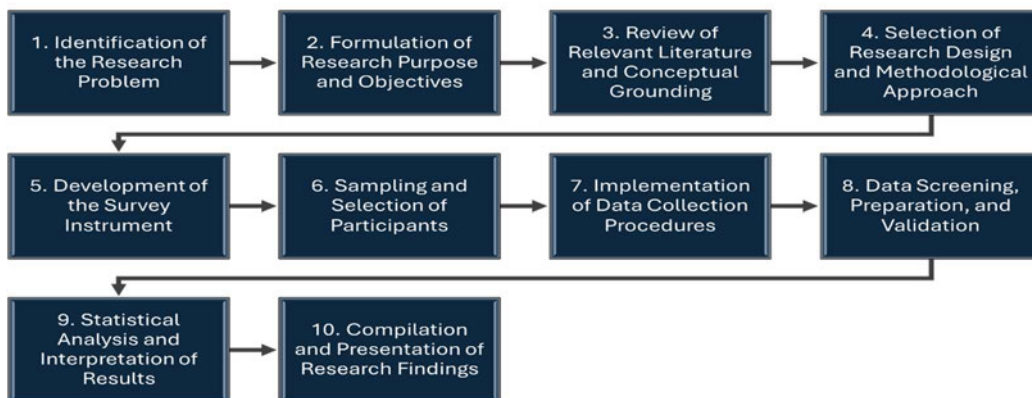 1. Identification of
the Research
Problem
2. Formulation of
Research Purpose
and Objectives
3. Review of
Relevant Literature
and Conceptual
Grounding
4. Selection of
Research Design
and Methodological
Approach
5. Development of
the Survey
Instrument
6. Sampling and
Selection of
Participants
7. Implementation
of Data Collection
Procedures
8. Data Screening,
Preparation, and
Validation
9. Statistical
Analysis and
Interpretation of
Results
10. Compilation
and Presentation of
Research Findings